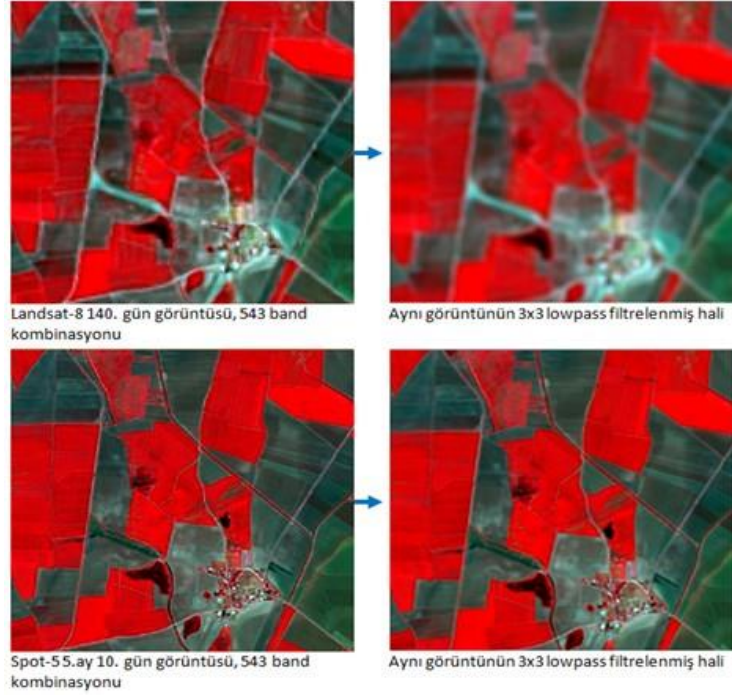 Landsat-8 140. gün görüntüsü, 543 band
kombinasyonu
Aynı görüntünün 3x3 lowpass filtrelenmiş hali
Spot-5 5.ay 10. gün görüntüsü, 543 band
kombinasyonu
Aynı görüntünün 3x3 lowpass filtrelenmiş hali